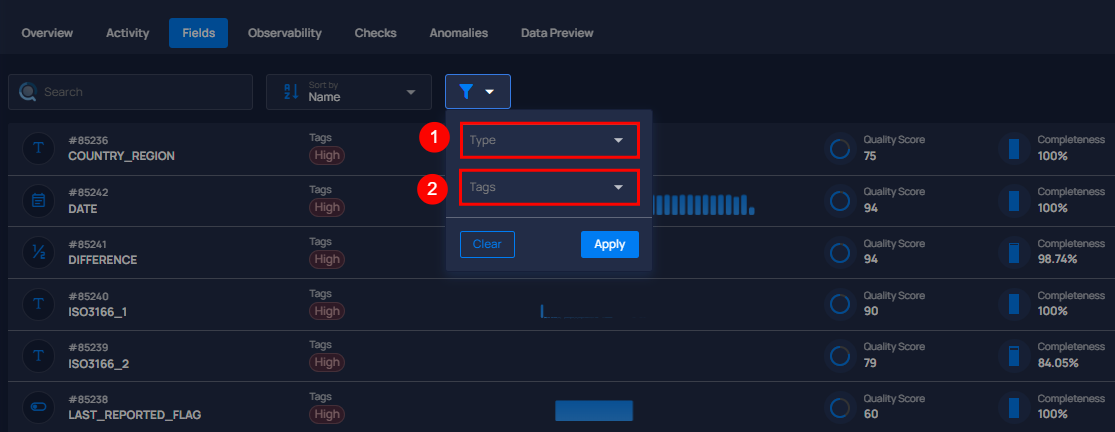 Overview Activity Fields Observability Checks Anomalies Data Preview
Search
Sort by
Name
1 Type
2 Tags
Clear Apply
#85236
COUNTRY_REGION
Tags
High
Quality Score
75
Completeness
100%
#85242
DATE
Tags
High
Quality Score
94
Completeness
100%
#85241
DIFFERENCE
Tags
High
Quality Score
94
Completeness
98.74%
#85240
ISO3166_1
Tags
High
Quality Score
90
Completeness
100%
#85239
ISO3166_2
Tags
High
Quality Score
79
Completeness
84.05%
#85238
LAST_REPORTED_FLAG
Tags
High
Quality Score
60
Completeness
100%